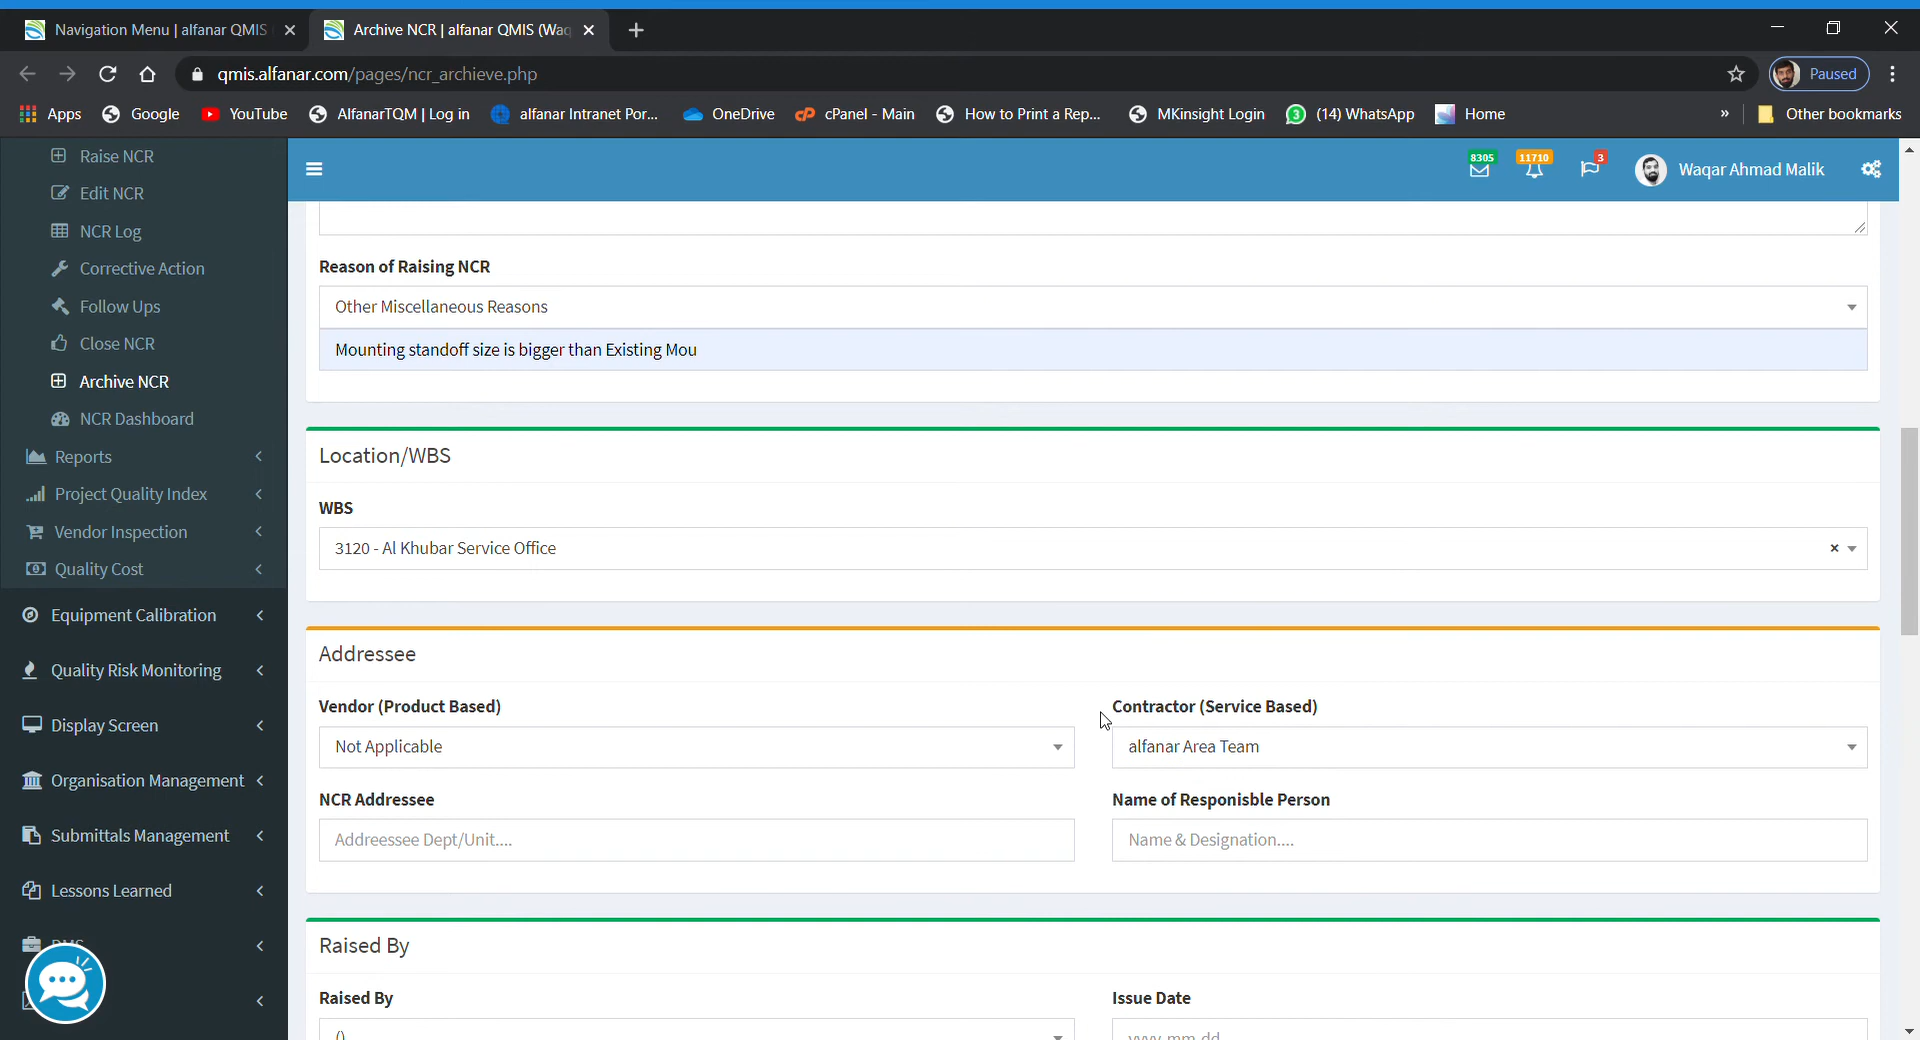 Navigation Menu | alfanar QMIS
Archive NCR | alfanar QMIS (Waq
qmis.alfanar.com/pages/ncr_archieve.php
Paused
Apps
Google
YouTube
AlfanarTQM | Log in
alfanar Intranet Por...
OneDrive
cPanel - Main
How to Print a Rep...
MKinsight Login
(14) WhatsApp
Home
»
Other bookmarks
Raise NCR
Edit NCR
NCR Log
Corrective Action
Follow Ups
Close NCR
Archive NCR
NCR Dashboard
Reports
Project Quality Index
Vendor Inspection
Quality Cost
Equipment Calibration
Quality Risk Monitoring
Display Screen
Organisation Management
Submittals Management
Lessons Learned
8305
11710
3
Waqar Ahmad Malik
Reason of Raising NCR
Other Miscellaneous Reasons
Mounting standoff size is bigger than Existing Mou
Location/WBS
WBS
3120 - Al Khubar Service Office
×
Addressee
Vendor (Product Based)
Contractor (Service Based)
Not Applicable
alfanar Area Team
NCR Addressee
Name of Responisble Person
Addreessee Dept/Unit....
Name & Designation....
Raised By
Raised By
Issue Date
()
yyyy-mm-dd